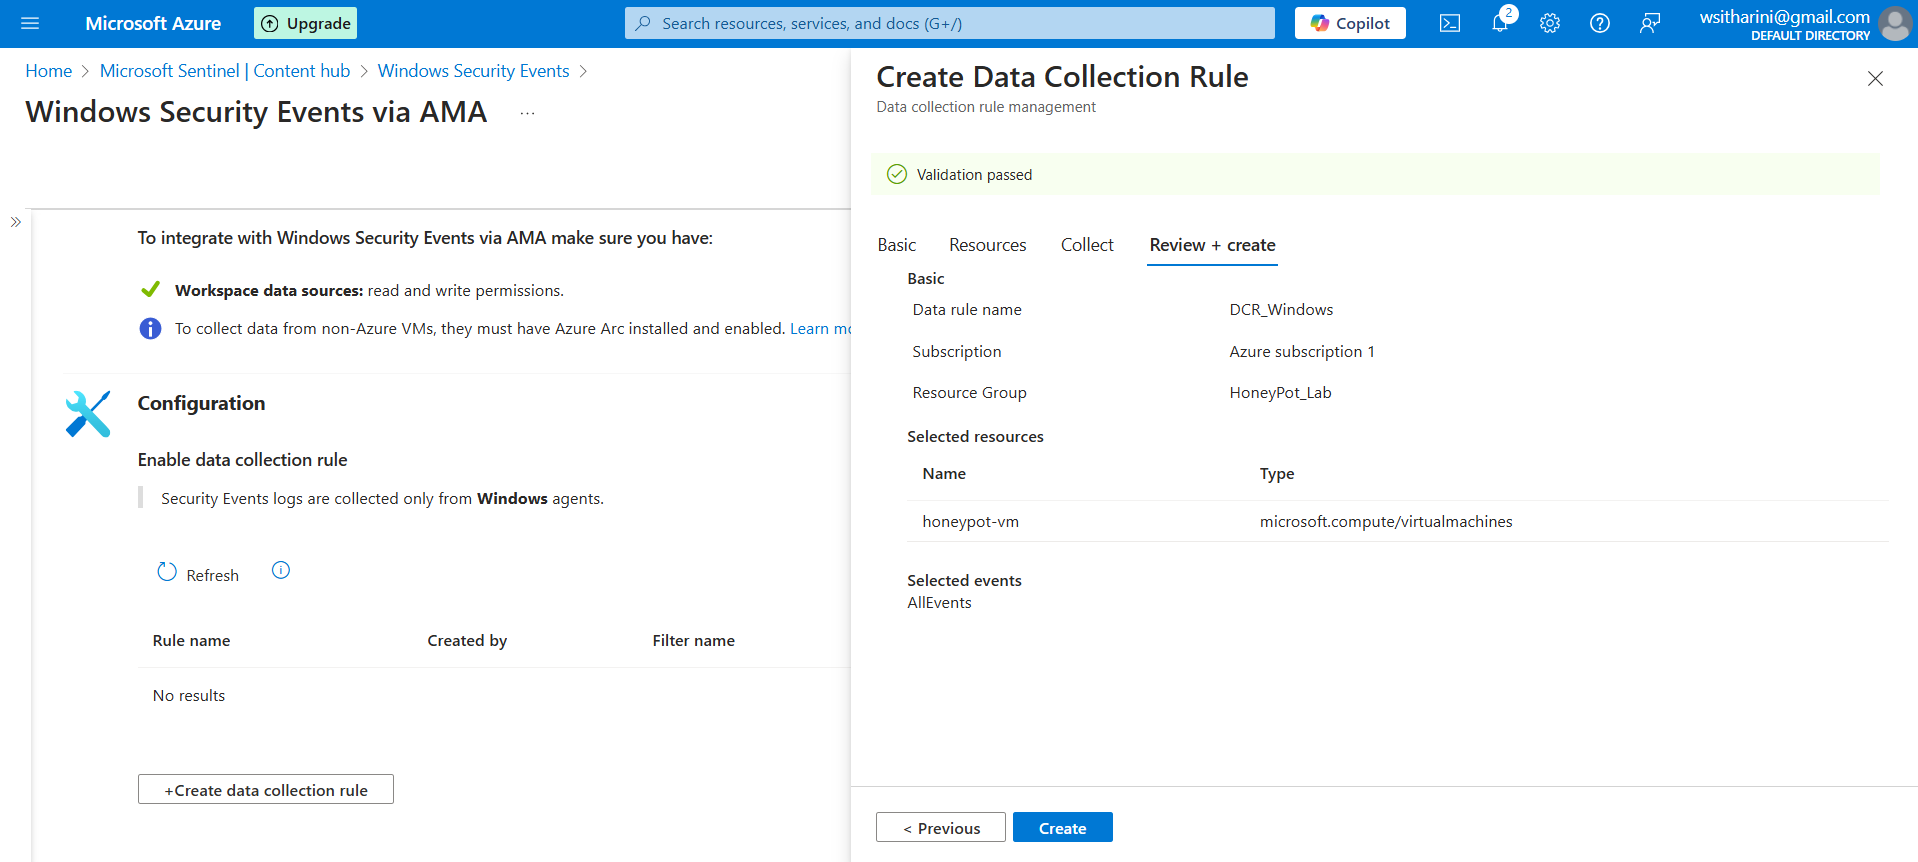 Microsoft Azure
Upgrade
Search resources, services, and docs (G+/)
Copilot
2
wsitharini@gmail.com
DEFAULT DIRECTORY
Home > Microsoft Sentinel | Content hub > Windows Security Events >
Windows Security Events via AMA ...
To integrate with Windows Security Events via AMA make sure you have:
Workspace data sources: read and write permissions.
To collect data from non-Azure VMs, they must have Azure Arc installed and enabled. Learn mo
Configuration
Enable data collection rule
Security Events logs are collected only from Windows agents.
Refresh
Rule name Created by Filter name
No results
+Create data collection rule
Create Data Collection Rule
Data collection rule management
Validation passed
Basic Resources Collect Review + create
Basic
Data rule name DCR_Windows
Subscription Azure subscription 1
Resource Group HoneyPot_Lab
Selected resources
Name Type
honeypot-vm microsoft.compute/virtualmachines
Selected events
AllEvents
< Previous Create